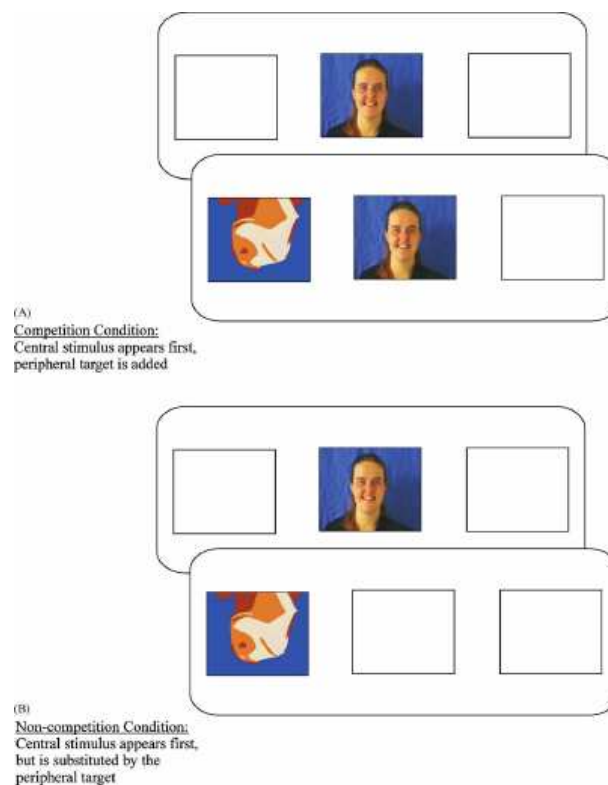 (A)
Competition Condition:
Central stimulus appears first,
peripheral target is added
(B)
Non-competition Condition:
Central stimulus appears first,
but is substituted by the
peripheral target